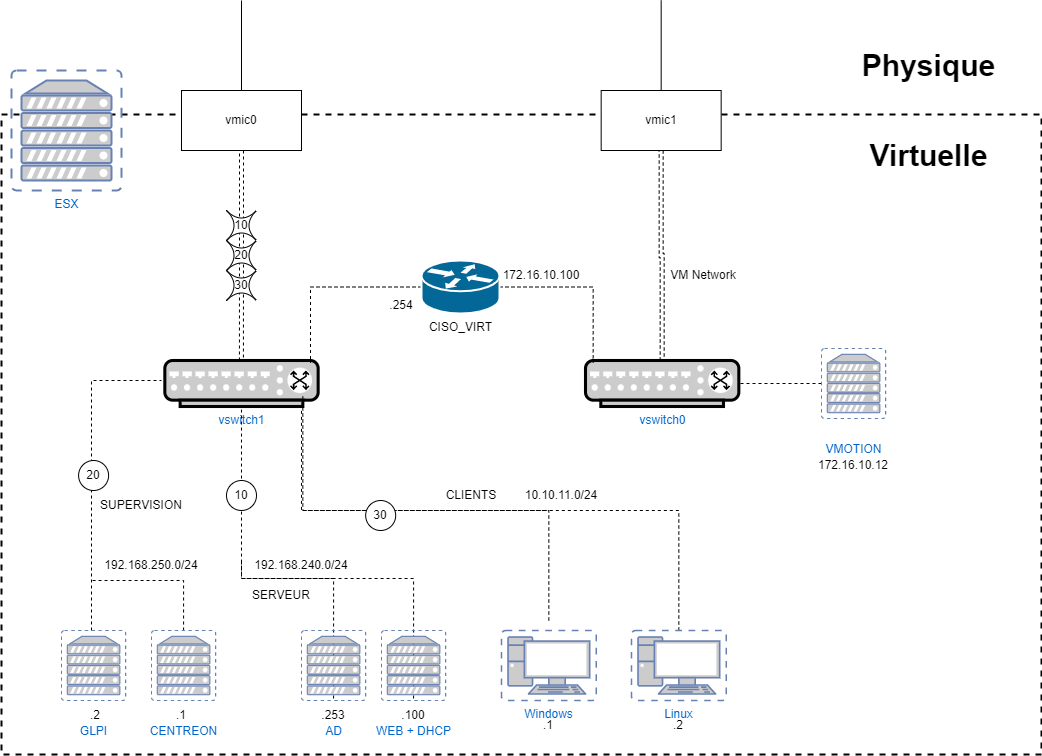 Physique
vmic0
vmic1
Virtuelle
ESX
10
20
30
172.16.10.100
VM Network
.254
CISO_VIRT
vswitch1
vswitch0
VMOTION
172.16.10.12
20
10
CLIENTS
10.10.11.0/24
SUPERVISION
30
192.168.250.0/24
192.168.240.0/24
SERVEUR
.2
GLPI
.1
CENTREON
.253
AD
.100
WEB + DHCP
Windows
.1
Linux
.2